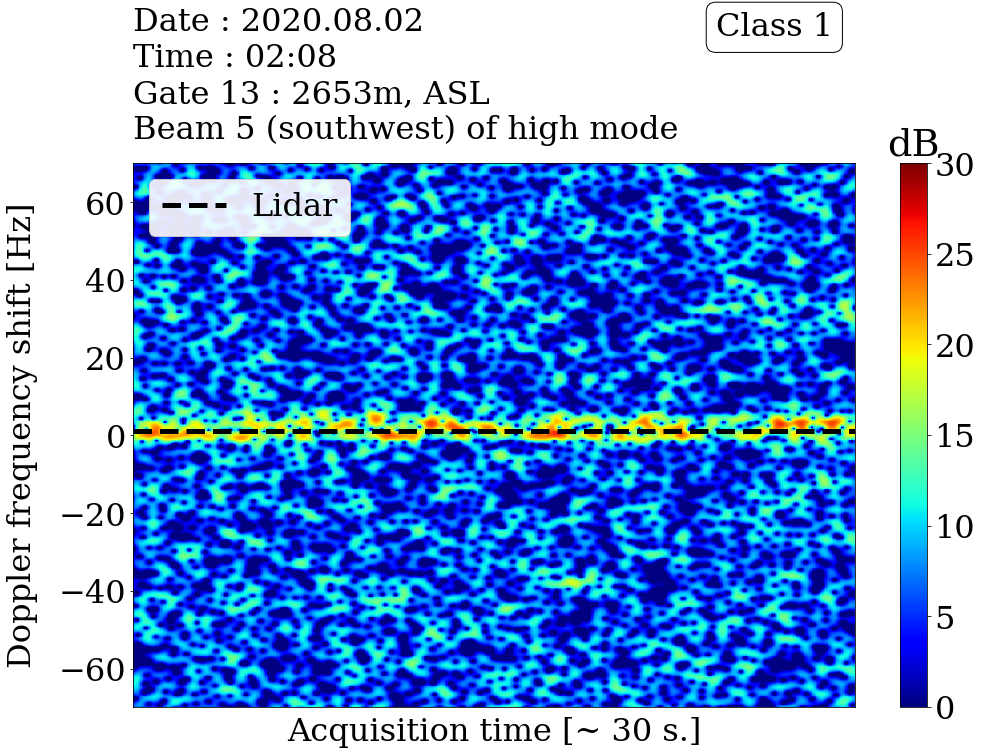 Date : 2020.08.02
Class 1
Time : 02:08
Gate 13 : 2653m, ASL
Beam 5 (southwest) of high mode
dB
Lidar
Doppler frequency shift [Hz]
60
40
20
0
−20
−40
−60
30
25
20
15
10
5
0
Acquisition time [~ 30 s.]